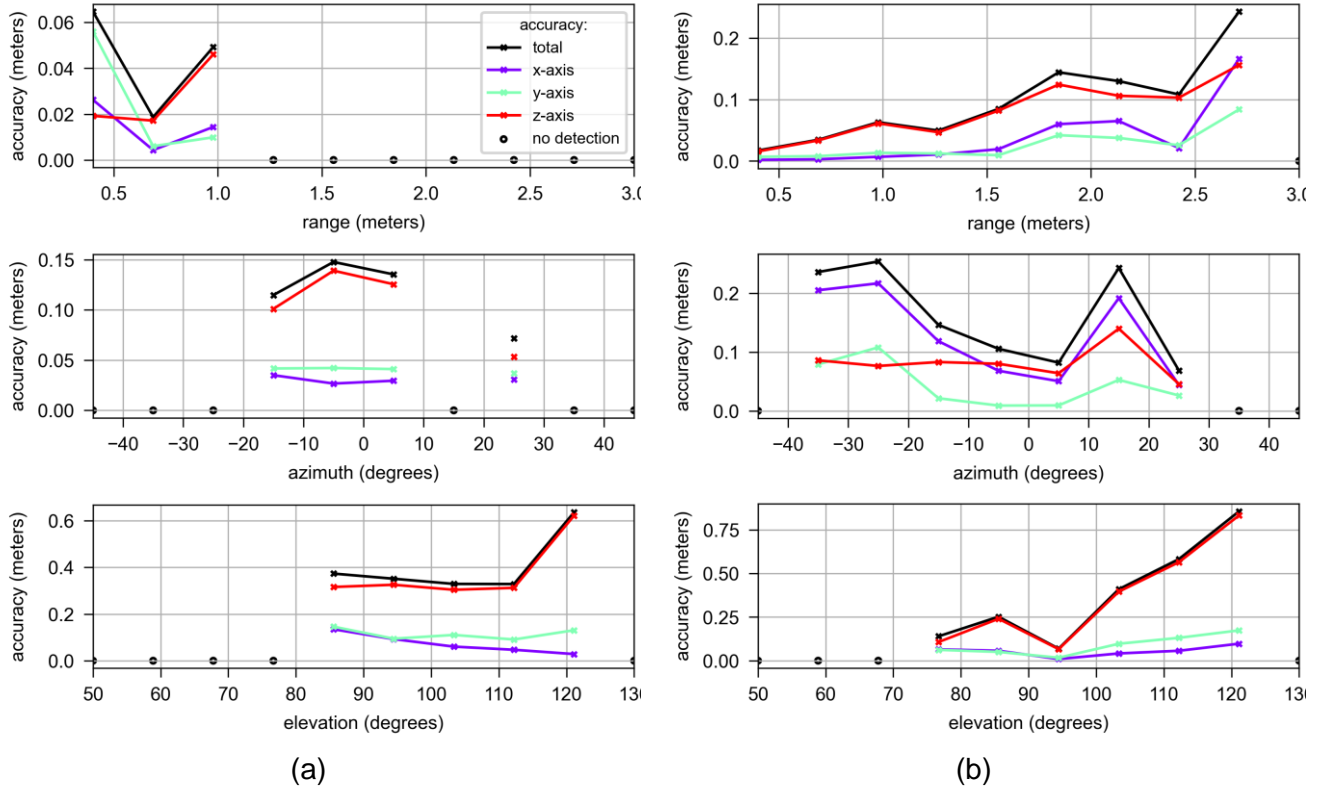 accuracy (meters)
0.06
0.04
0.02
0.00
0.5 1.0 1.5 2.0 2.5 3.0
range (meters)
accuracy:
total
x-axis
y-axis
z-axis
no detection
accuracy (meters)
0.2
0.1
0.0
0.5 1.0 1.5 2.0 2.5 3.0
range (meters)
accuracy (meters)
0.15
0.10
0.05
0.00
−40 −30 −20 −10 0 10 20 30 40
azimuth (degrees)
accuracy (meters)
0.2
0.1
0.0
−40 −30 −20 −10 0 10 20 30 40
azimuth (degrees)
accuracy (meters)
0.6
0.4
0.2
0.0
50 60 70 80 90 100 110 120 130
elevation (degrees)
accuracy (meters)
0.75
0.50
0.25
0.00
50 60 70 80 90 100 110 120 130
elevation (degrees)
(a) (b)